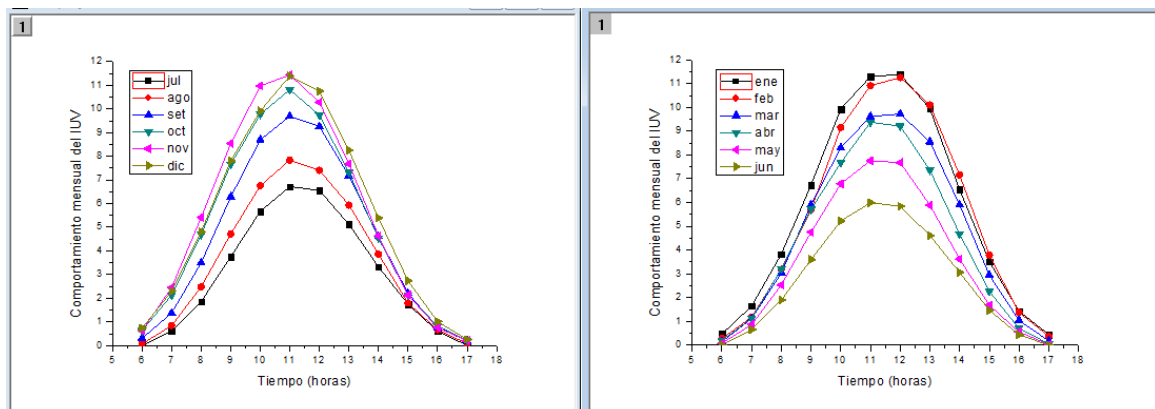 1
Comportamiento mensual del IUV
12
11
10
9
8
7
6
5
4
3
2
1
0
jul
ago
set
oct
nov
dic
5 6 7 8 9 10 11 12 13 14 15 16 17 18
Tiempo (horas)
1
Comportamiento mensual del IUV
12
11
10
9
8
7
6
5
4
3
2
1
0
ene
feb
mar
abr
may
jun
5 6 7 8 9 10 11 12 13 14 15 16 17 18
Tiempo (horas)